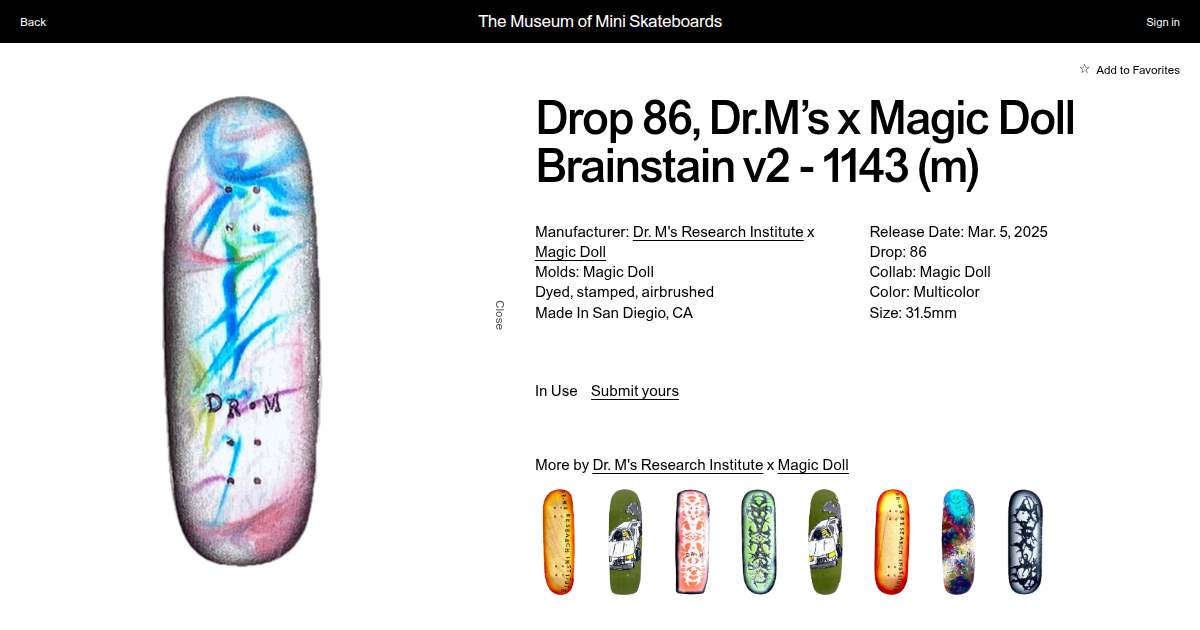 Back
The Museum of Mini Skateboards
Sign in
☆ Add to Favorites
Drop 86, Dr.M’s x Magic Doll
Brainstain v2 - 1143 (m)
Manufacturer: Dr. M's Research Institute x
Magic Doll
Molds: Magic Doll
Dyed, stamped, airbrushed
Made In San Diegio, CA
Release Date: Mar. 5, 2025
Drop: 86
Collab: Magic Doll
Color: Multicolor
Size: 31.5mm
Close
DR•M
In Use Submit yours
More by Dr. M's Research Institute x Magic Doll